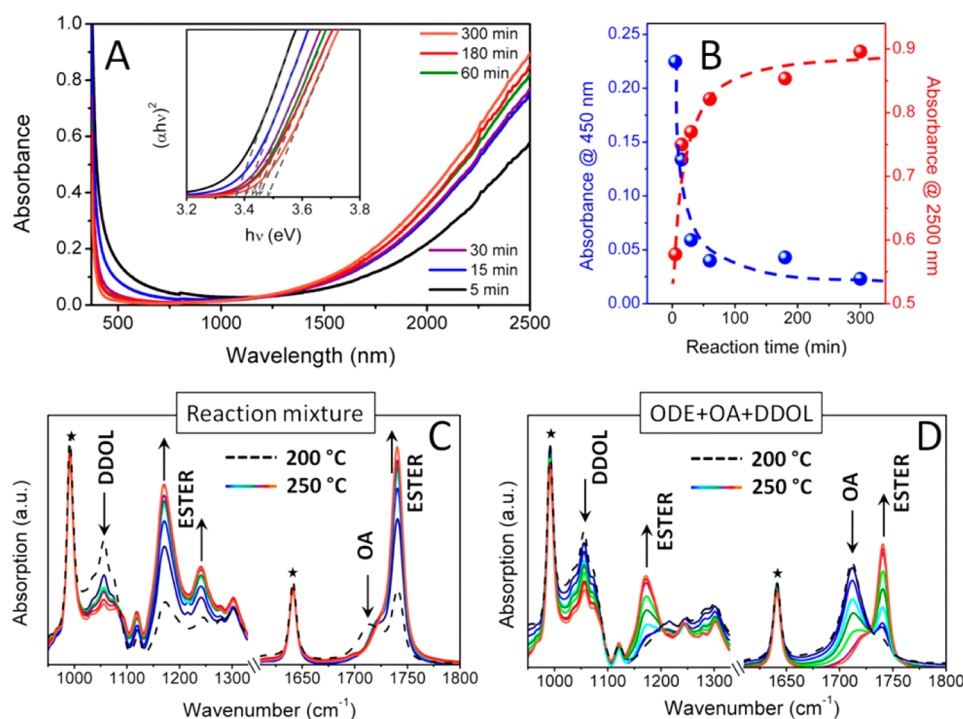 A
300 min
180 min
60 min
30 min
15 min
5 min
Absorbance
1.0
0.8
0.6
0.4
0.2
0.0
500
1000
1500
2000
2500
Wavelength (nm)
(αhν)²
3.2
3.4
3.6
3.8
hν (eV)
B
Absorbance @ 450 nm
0.25
0.20
0.15
0.10
0.05
0.00
0.9
0.8
0.7
0.6
0.5
Absorbance @ 2500 nm
0
100
200
300
Reaction time (min)
Reaction mixture
C
200 °C
250 °C
★
DDOL
ESTER
★
OA
ESTER
Absorption (a.u.)
1000
1100
1200
1300
1650
1700
1750
1800
Wavenumber (cm⁻¹)
ODE+OA+DDOL
D
200 °C
250 °C
★
DDOL
ESTER
★
OA
ESTER
Absorption (a.u.)
1000
1100
1200
1300
1650
1700
1750
1800
Wavenumber (cm⁻¹)